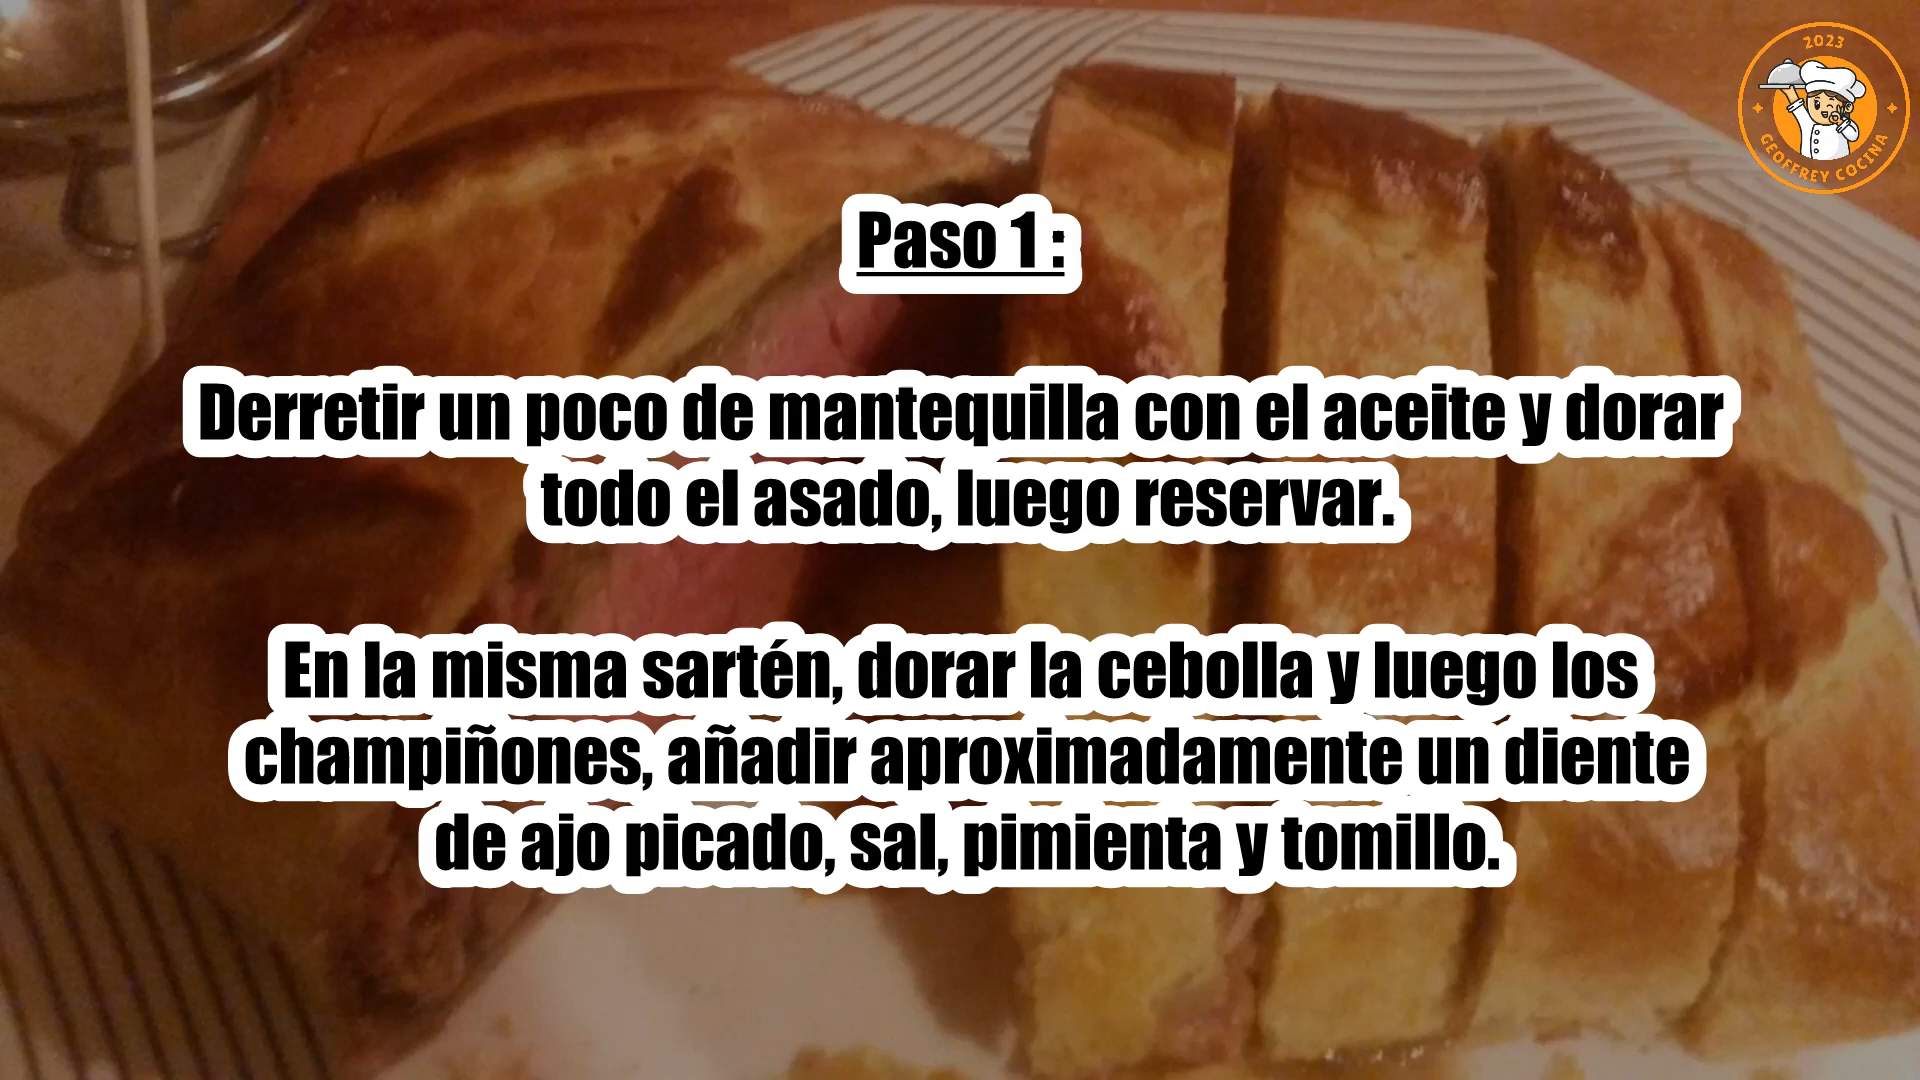 2023
GEOFFREY COCINA
Paso 1 :
Derretir un poco de mantequilla con el aceite y dorar
todo el asado, luego reservar.
En la misma sartén, dorar la cebolla y luego los
champiñones, añadir aproximadamente un diente
de ajo picado, sal, pimienta y tomillo.